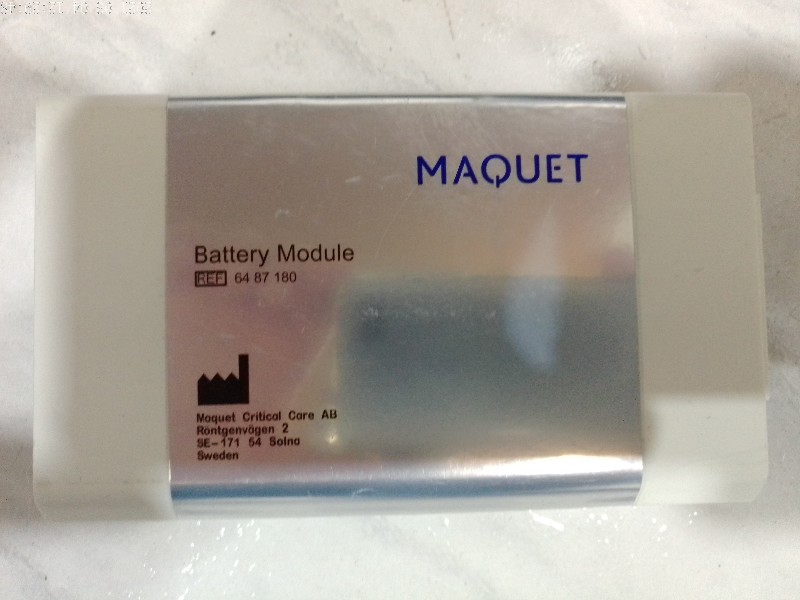 MAQUET
Battery Module
REF 64 87 180
Maquet Critical Care AB
Röntgenvägen 2
SE-171 54 Solna
Sweden